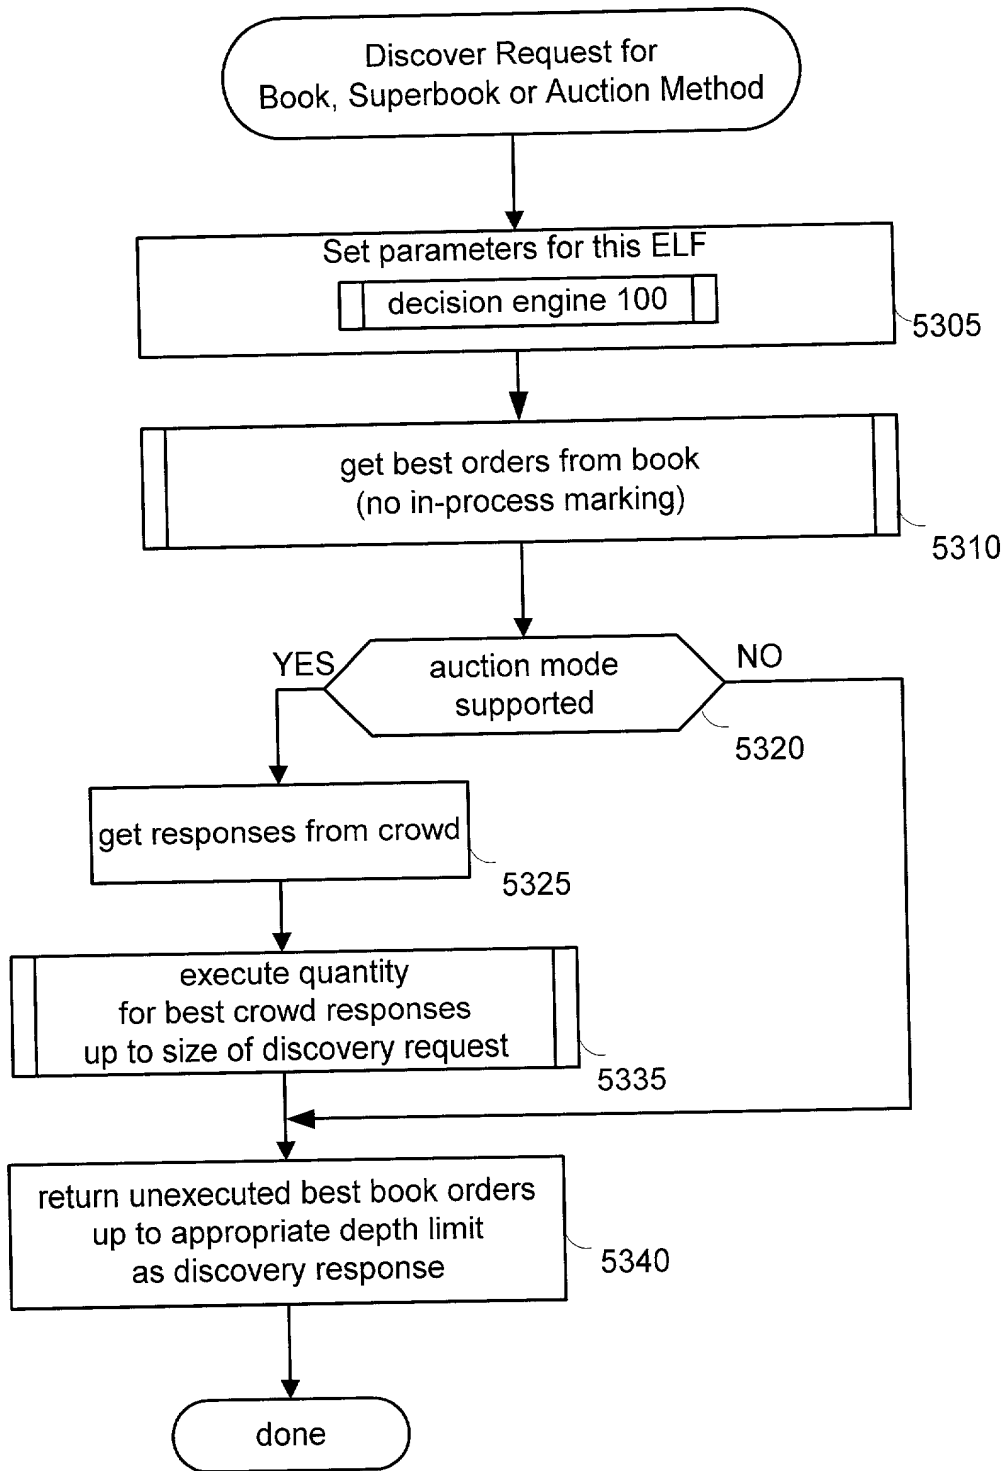 Discover Request for
Book, Superbook or Auction Method
Set parameters for this ELF
decision engine 100
5305
get best orders from book
(no in-process marking)
5310
YES
auction mode
supported
NO
5320
get responses from crowd
5325
execute quantity
for best crowd responses
up to size of discovery request
5335
return unexecuted best book orders
up to appropriate depth limit
as discovery response
5340
done